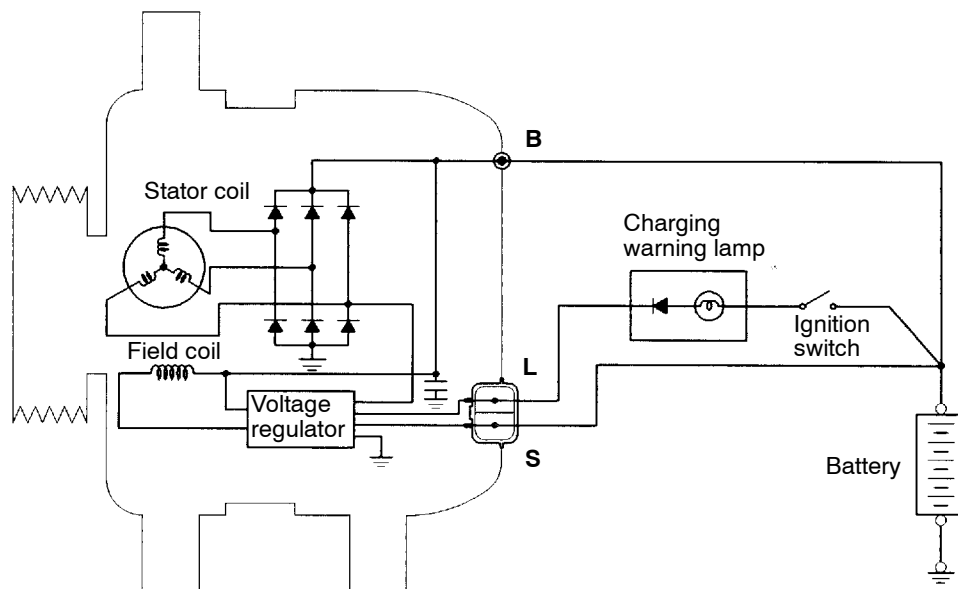 B
Stator coil
Charging
warning lamp
Ignition
switch
Field coil
L
Voltage
regulator
S
Battery